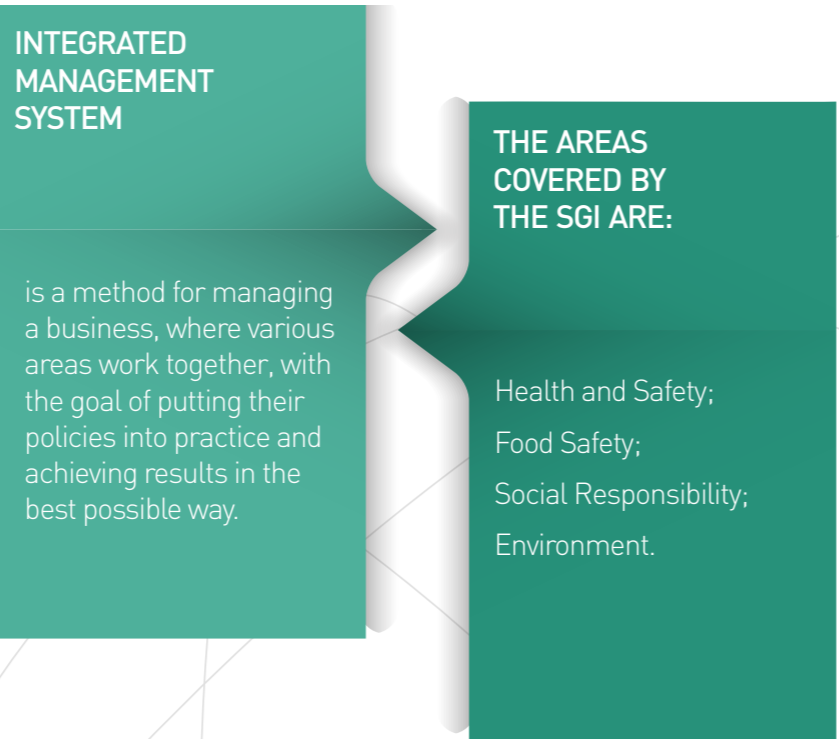 INTEGRATED
MANAGEMENT
SYSTEM
is a method for managing
a business, where various
areas work together, with
the goal of putting their
policies into practice and
achieving results in the
best possible way.
THE AREAS
COVERED BY
THE SGI ARE:
Health and Safety;
Food Safety;
Social Responsibility;
Environment.